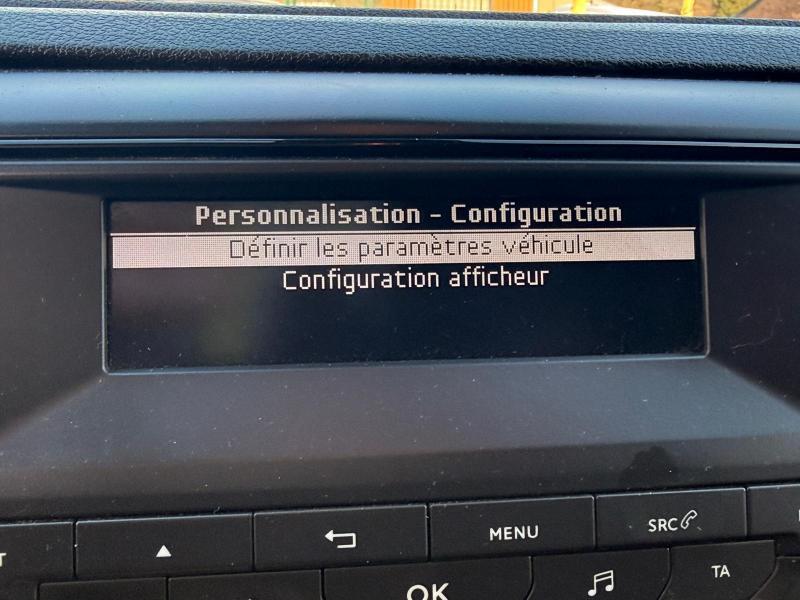 Personnalisation - Configuration
Définir les paramètres véhicule
Configuration afficheur
MENU
SRC
OK
TA